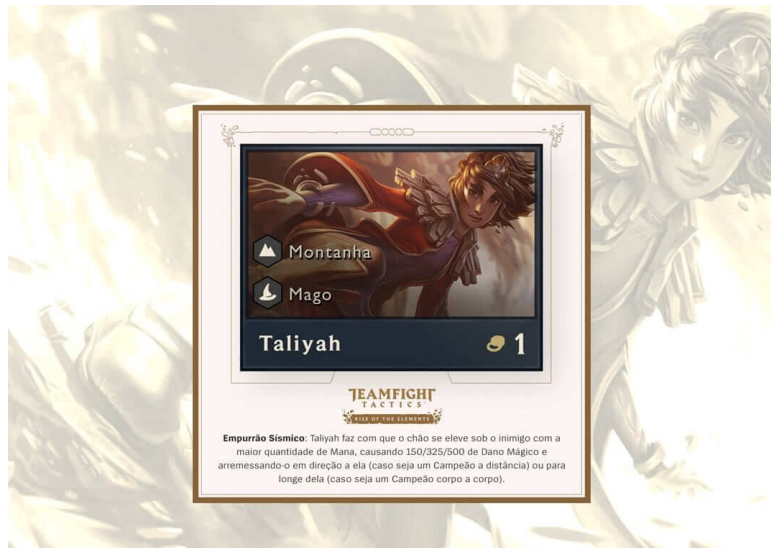 Montanha
Mago
Taliyah 1
TEAMFIGHT
TACTICS
RISE OF THE ELEMENTS
Empurrão Sísmico: Taliyah faz com que o chão se eleve sob o inimigo com a
maior quantidade de Mana, causando 150/325/500 de Dano Mágico e
arremessando-o em direção a ela (caso seja um Campeão a distância) ou para
longe dela (caso seja um Campeão corpo a corpo).